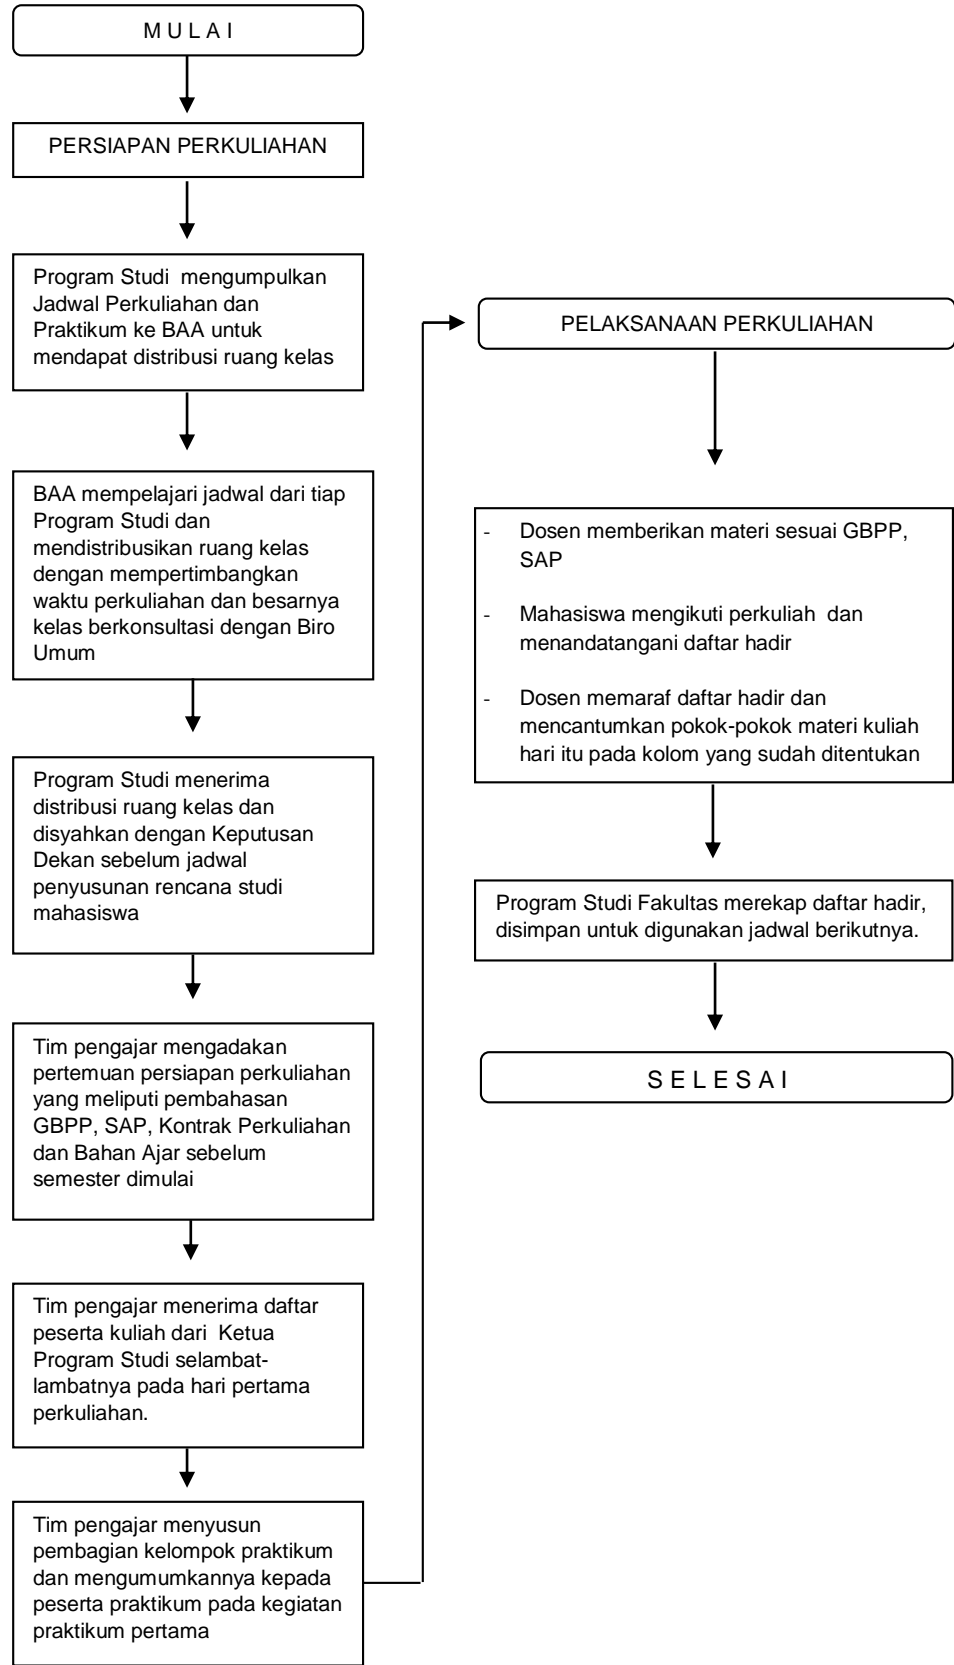 M U L A I
PERSIAPAN PERKULIAHAN
Program Studi mengumpulkan
Jadwal Perkuliahan dan
Praktikum ke BAA untuk
mendapat distribusi ruang kelas
BAA mempelajari jadwal dari tiap
Program Studi dan
mendistribusikan ruang kelas
dengan mempertimbangkan
waktu perkuliahan dan besarnya
kelas berkonsultasi dengan Biro
Umum
Program Studi menerima
distribusi ruang kelas dan
disyahkan dengan Keputusan
Dekan sebelum jadwal
penyusunan rencana studi
mahasiswa
Tim pengajar mengadakan
pertemuan persiapan perkuliahan
yang meliputi pembahasan
GBPP, SAP, Kontrak Perkuliahan
dan Bahan Ajar sebelum
semester dimulai
Tim pengajar menerima daftar
peserta kuliah dari Ketua
Program Studi selambat-
lambatnya pada hari pertama
perkuliahan.
Tim pengajar menyusun
pembagian kelompok praktikum
dan mengumumkannya kepada
peserta praktikum pada kegiatan
praktikum pertama
PELAKSANAAN PERKULIAHAN
- Dosen memberikan materi sesuai GBPP,
SAP
- Mahasiswa mengikuti perkuliah dan
menandatangani daftar hadir
- Dosen memaraf daftar hadir dan
mencantumkan pokok-pokok materi kuliah
hari itu pada kolom yang sudah ditentukan
Program Studi Fakultas merekap daftar hadir,
disimpan untuk digunakan jadwal berikutnya.
S E L E S A I